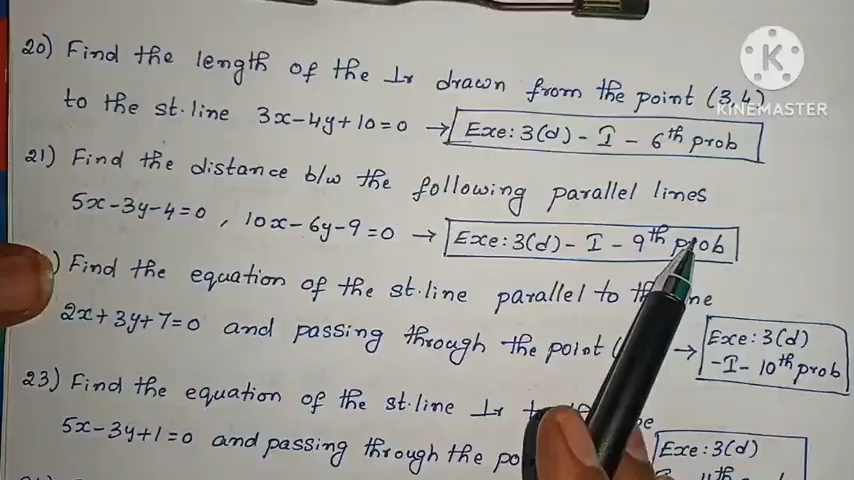 20) Find the length of the ⊥r drawn from the point (3,4)
to the st.line 3x-4y+10=0 → Exe: 3(d) - I - 6th prob
21) Find the distance b/w the following parallel lines
5x-3y-4=0 , 10x-6y-9=0 → Exe: 3(d) - I - 9th prob
) Find the equation of the st.line parallel to the
2x+3y+7=0 and passing through the point ( → Exe: 3(d)
-I- 10th prob
23) Find the equation of the st.line ⊥r
5x-3y+1=0 and passing through the Exe: 3(d)
K
KINEMASTER